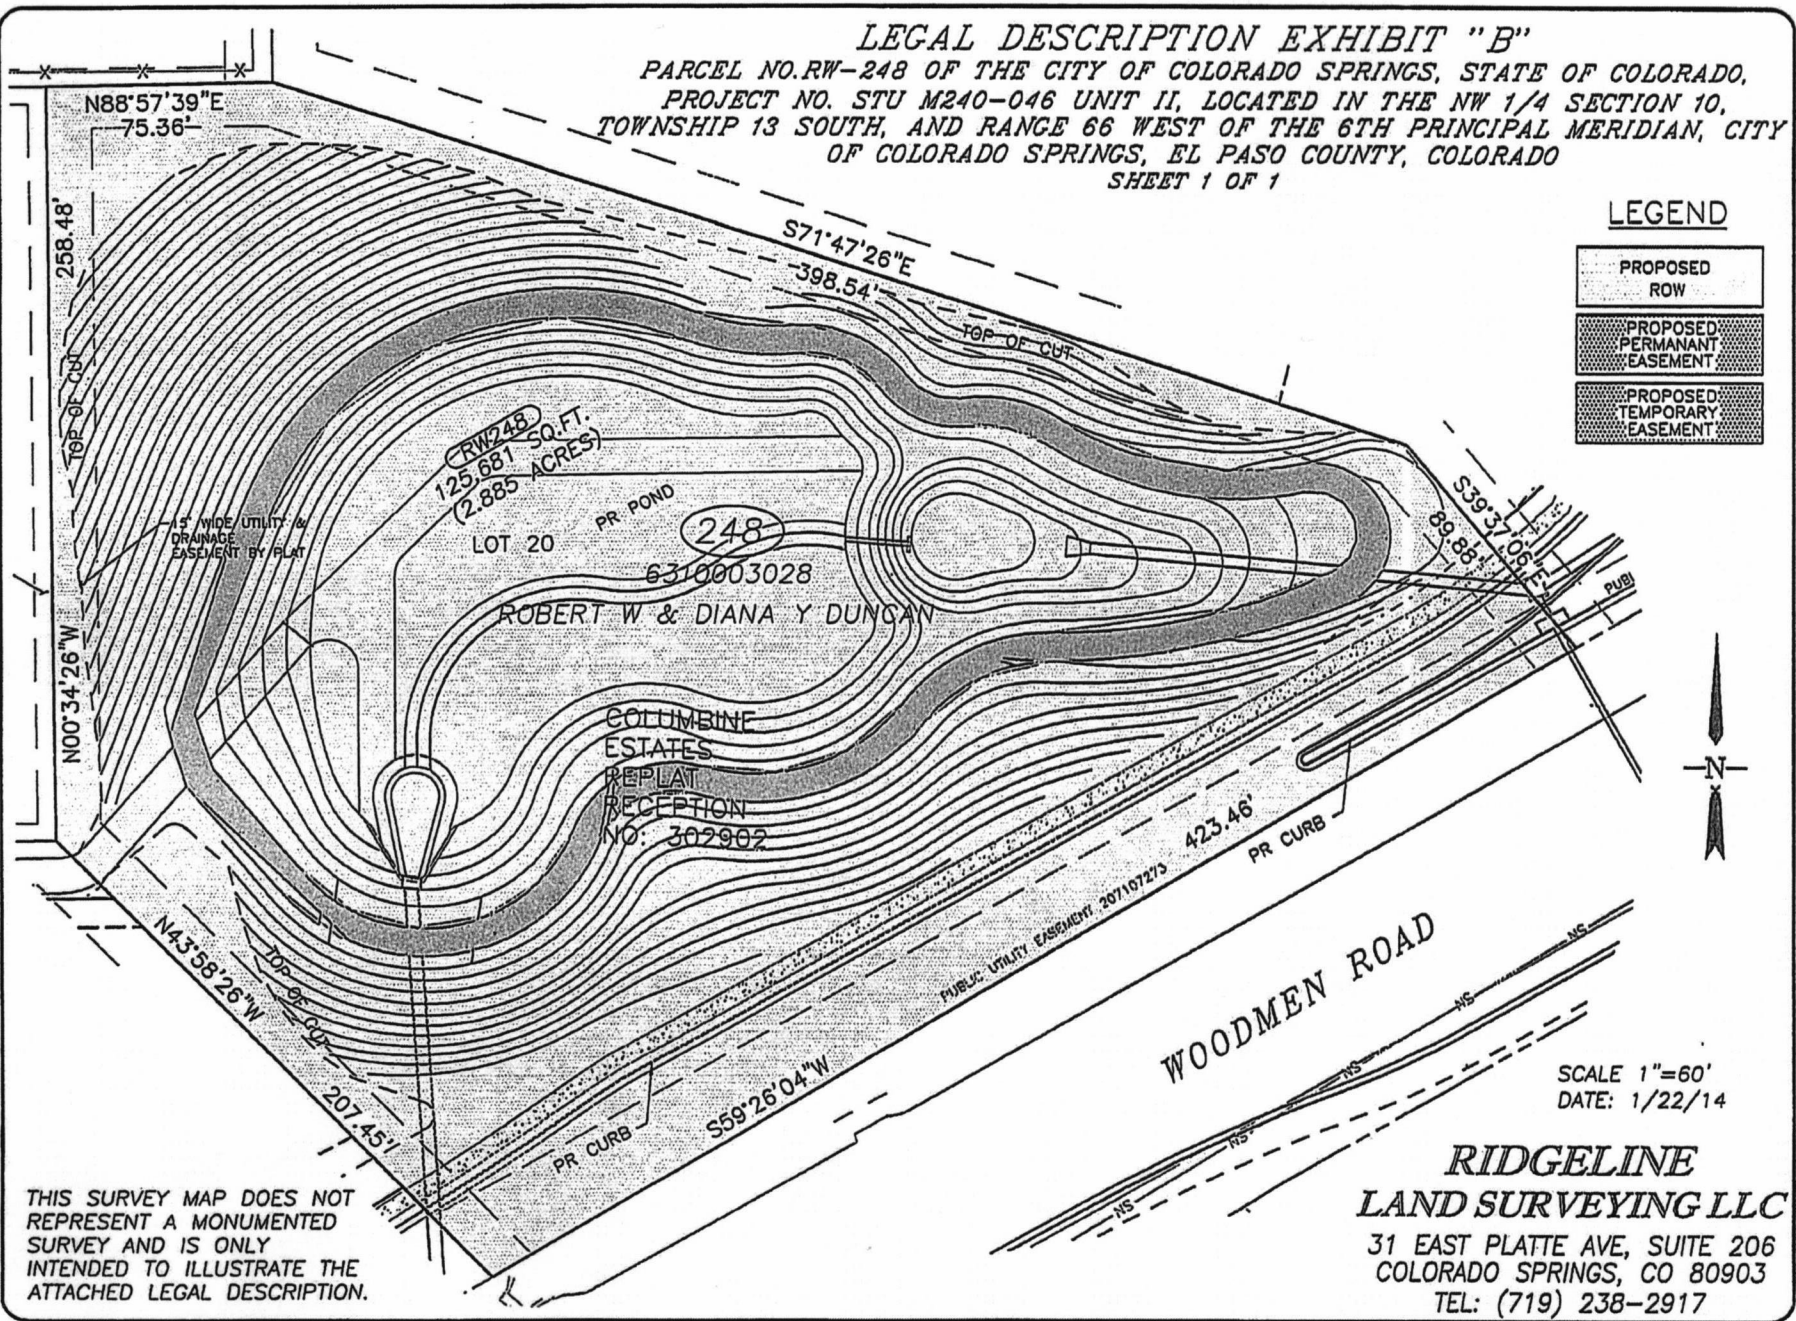 LEGAL DESCRIPTION EXHIBIT "B"
PARCEL NO.RW-248 OF THE CITY OF COLORADO SPRINGS, STATE OF COLORADO,
PROJECT NO. STU M240-046 UNIT II, LOCATED IN THE NW 1/4 SECTION 10,
TOWNSHIP 13 SOUTH, AND RANGE 66 WEST OF THE 6TH PRINCIPAL MERIDIAN, CITY
OF COLORADO SPRINGS, EL PASO COUNTY, COLORADO
SHEET 1 OF 1
LEGEND
PROPOSED
ROW
PROPOSED
PERMANANT
EASEMENT
PROPOSED
TEMPORARY
EASEMENT
N88°57'39"E
75.36'
258.48'
N00°34'26"W
TOP OF CUT
S71°47'26"E
398.54'
TOP OF CUT
S39°37'06"E
89.88'
RW248
125,681 SQ.FT.
(2.885 ACRES)
PR POND
LOT 20
248
6310003028
ROBERT W & DIANA Y DUNCAN
15' WIDE UTILITY &
DRAINAGE
EASEMENT BY PLAT
COLUMBINE
ESTATES
REPLAT
RECEPTION
NO: 302902
N43°58'26"W
207.45'
TOP OF CUT
PR CURB
S59°26'04"W
423.46'
PUBLIC UTILITY EASEMENT 207107273
PR CURB
PUBL
WOODMEN ROAD
NS
NS
NS
NS
NS
N
SCALE 1"=60'
DATE: 1/22/14
RIDGELINE
LAND SURVEYING LLC
31 EAST PLATTE AVE, SUITE 206
COLORADO SPRINGS, CO 80903
TEL: (719) 238-2917
THIS SURVEY MAP DOES NOT
REPRESENT A MONUMENTED
SURVEY AND IS ONLY
INTENDED TO ILLUSTRATE THE
ATTACHED LEGAL DESCRIPTION.